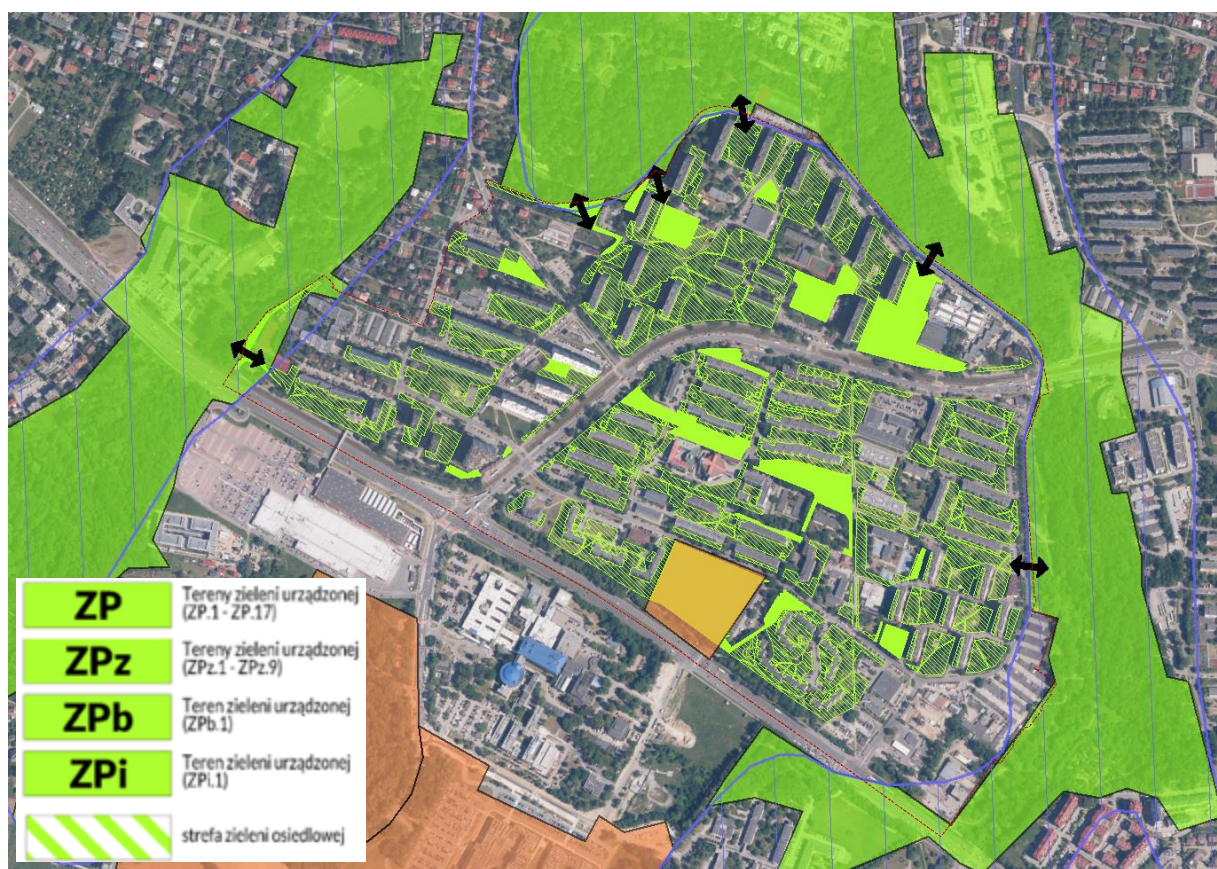 ZP
Tereny zieleni urządzonej
(ZP.1 - ZP.17)
ZPz
Tereny zieleni urządzonej
(ZPz.1 - ZPz.9)
ZPb
Teren zieleni urządzonej
(ZPb.1)
ZPi
Teren zieleni urządzonej
(ZPi.1)
strefa zieleni osiedlowej